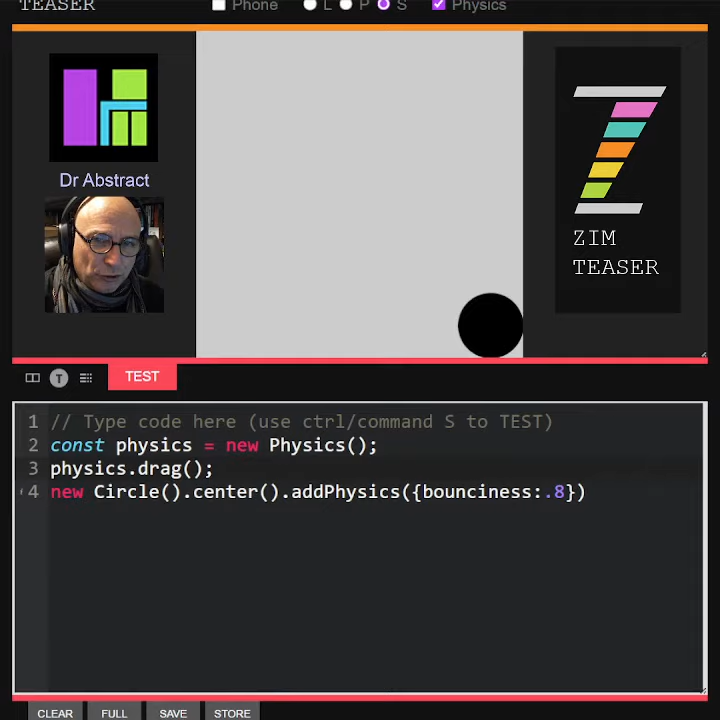 TEASER
Phone L P S Physics
Dr Abstract
ZIM
TEASER
T TEST
1 // Type code here (use ctrl/command S to TEST)
2 const physics = new Physics();
3 physics.drag();
4 new Circle().center().addPhysics({bounciness:.8})
CLEAR FULL SAVE STORE